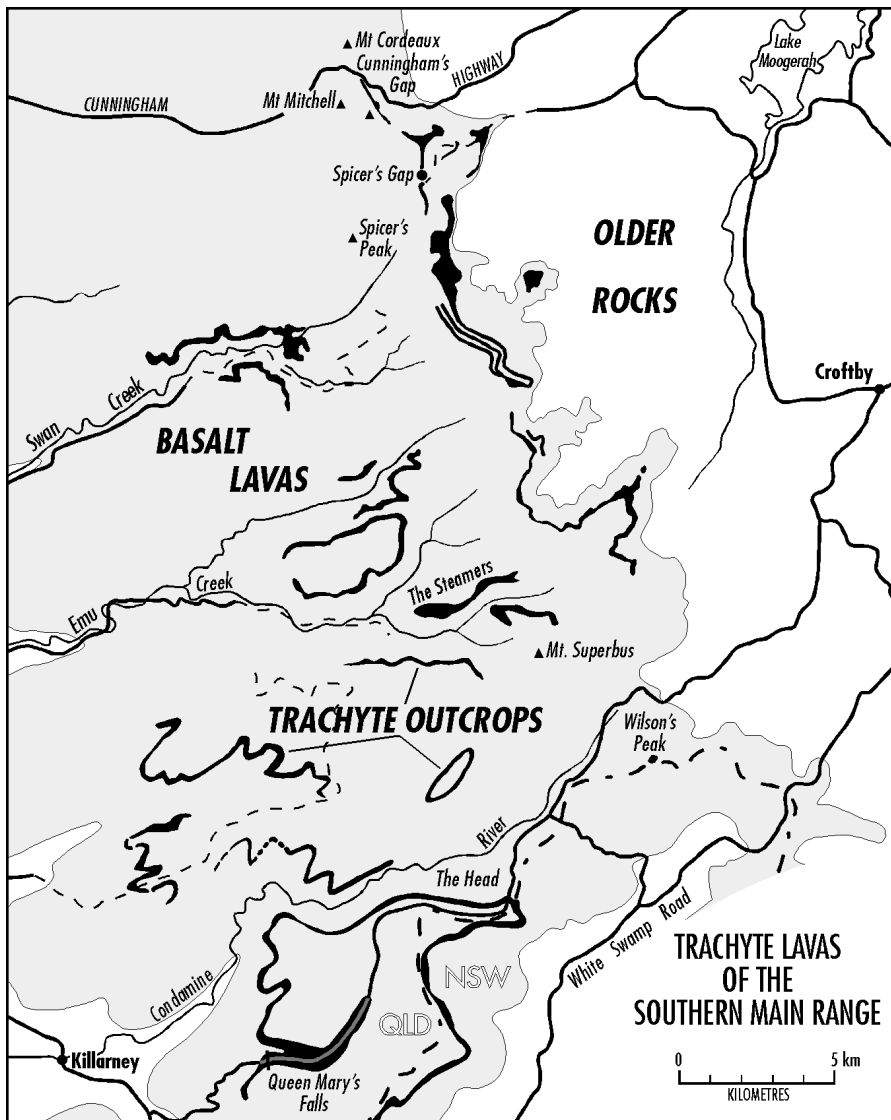 Mt Cordeaux
Cunningham's
Gap
HIGHWAY
Lake
Moogerah
CUNNINGHAM
Mt Mitchell
Spicer's Gap
Spicer's
Peak
OLDER
ROCKS
Croftby
Swan Creek
BASALT
LAVAS
The Steamers
Emu Creek
Mt. Superbus
TRACHYTE OUTCROPS
Wilson's
Peak
River
The Head
White Swamp Road
NSW
QLD
Condamine
Killarney
Queen Mary's
Falls
TRACHYTE LAVAS
OF THE
SOUTHERN MAIN RANGE
0 5 km
KILOMETRES